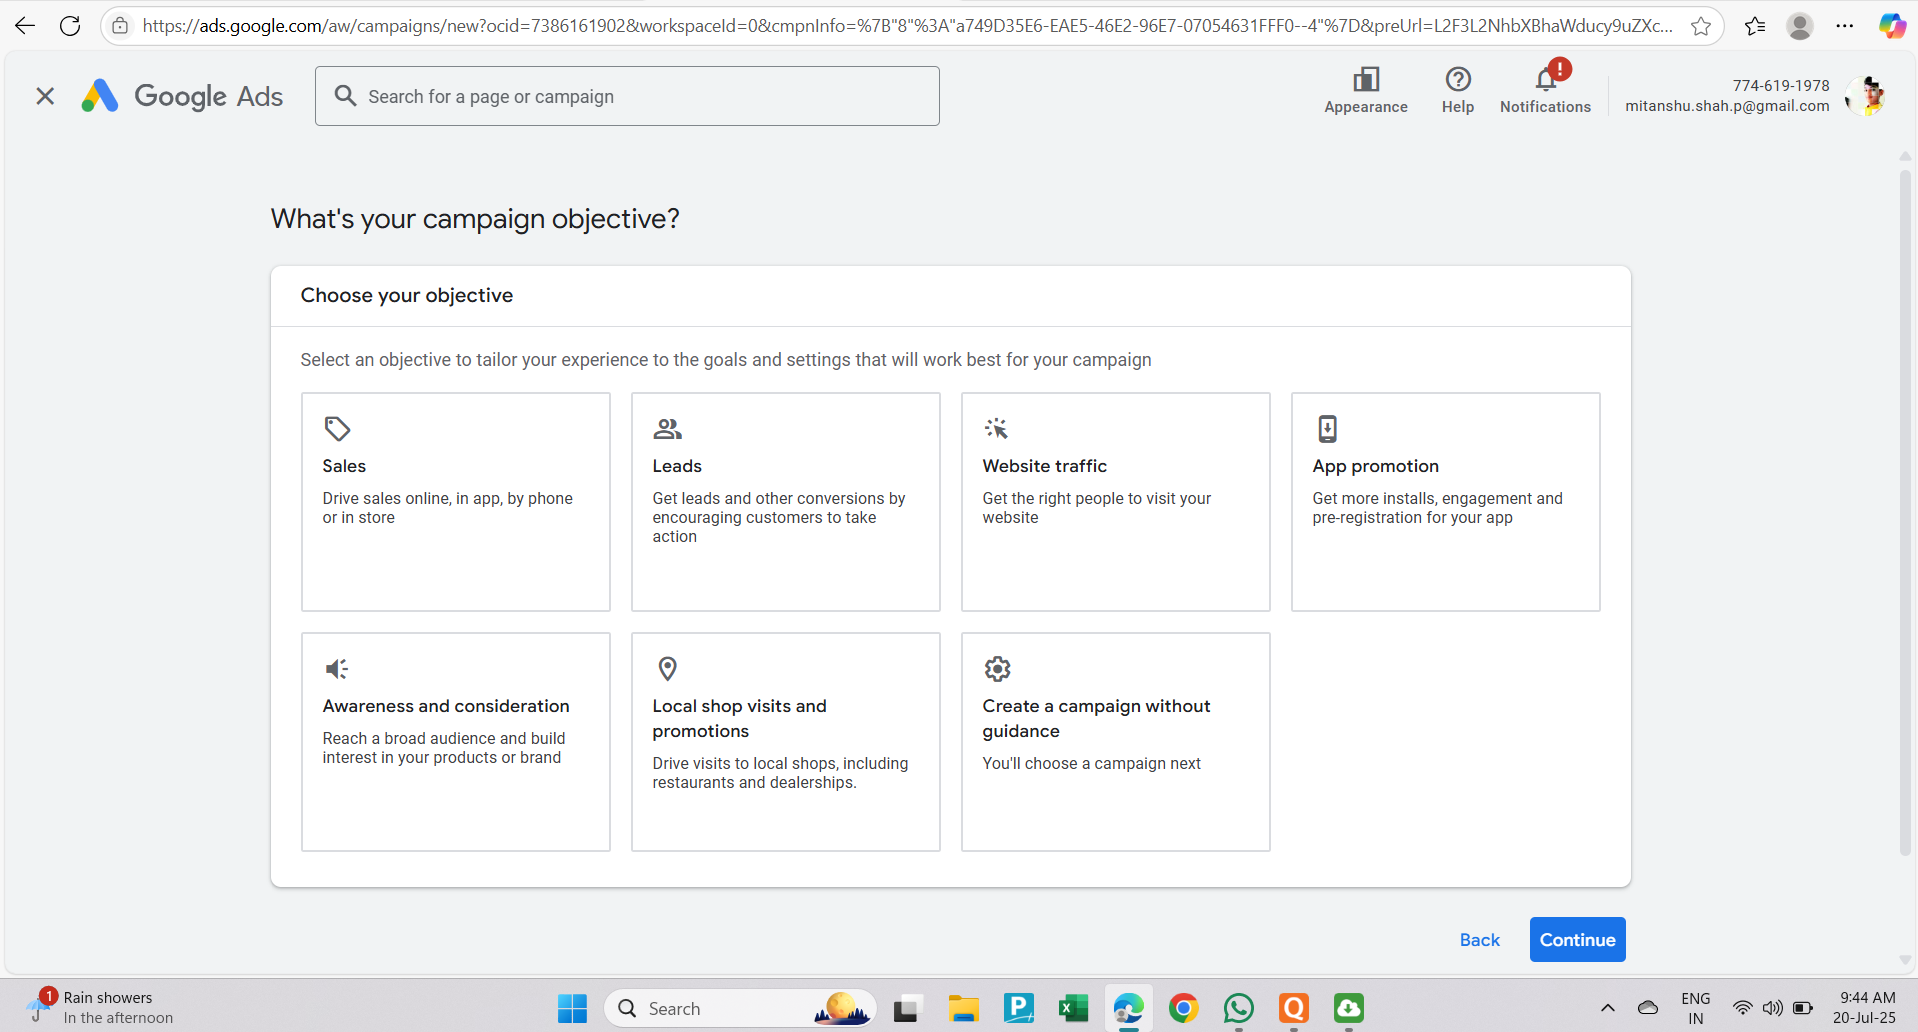 https://ads.google.com/aw/campaigns/new?ocid=7386161902&workspaceId=0&cmpnInfo=%7B"8"%3A"a749D35E6-EAE5-46E2-96E7-07054631FFF0--4"%7D&preUrl=L2F3L2NhbXBhaWducy9uZXc...
Google Ads
Search for a page or campaign
Appearance
Help
!
Notifications
774-619-1978
mitanshu.shah.p@gmail.com
What's your campaign objective?
Choose your objective
Select an objective to tailor your experience to the goals and settings that will work best for your campaign
Sales
Drive sales online, in app, by phone
or in store
Leads
Get leads and other conversions by
encouraging customers to take
action
Website traffic
Get the right people to visit your
website
App promotion
Get more installs, engagement and
pre-registration for your app
Awareness and consideration
Reach a broad audience and build
interest in your products or brand
Local shop visits and
promotions
Drive visits to local shops, including
restaurants and dealerships.
Create a campaign without
guidance
You'll choose a campaign next
Back
Continue
1
Rain showers
In the afternoon
Search
P
X
Q
ENG
IN
9:44 AM
20-Jul-25